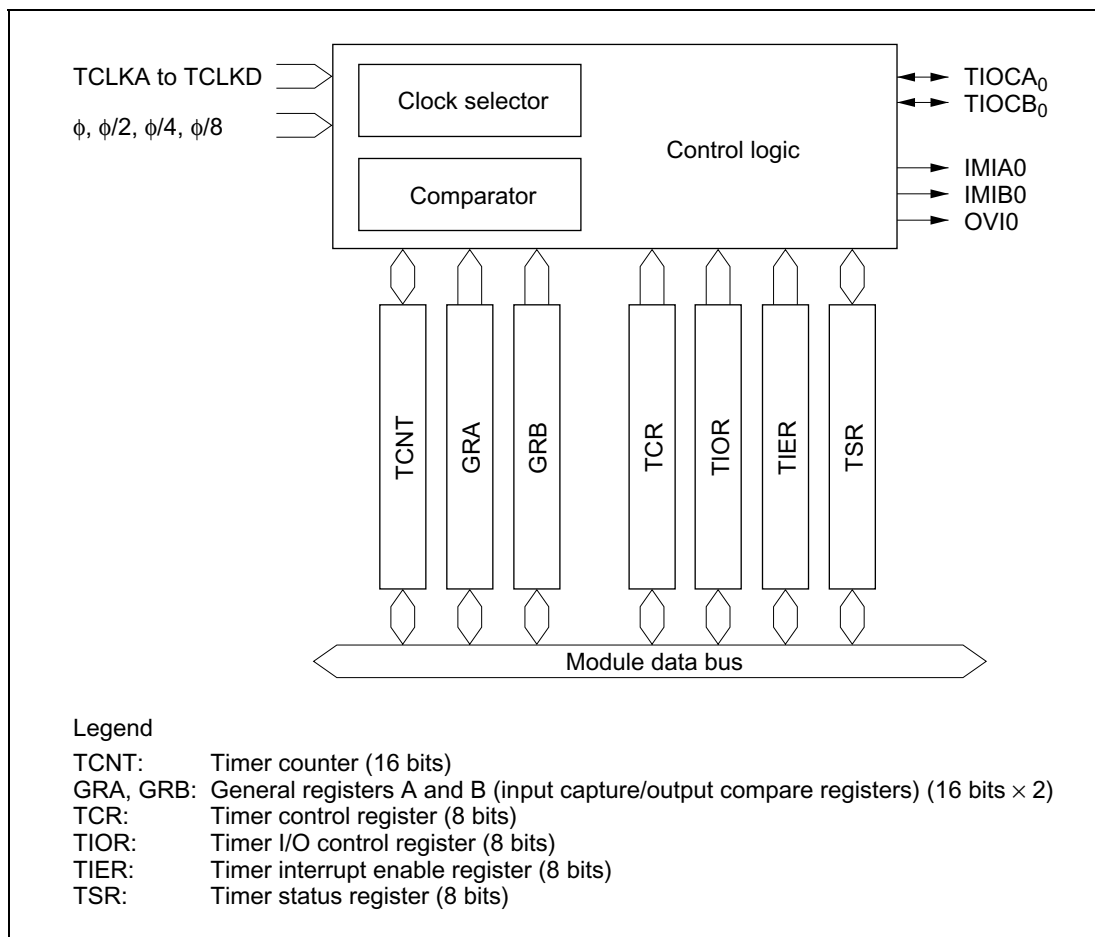 TCLKA to TCLKD
ϕ, ϕ/2, ϕ/4, ϕ/8
Clock selector
Comparator
Control logic
TIOCA₀
TIOCB₀
IMIA0
IMIB0
OVI0
TCNT
GRA
GRB
TCR
TIOR
TIER
TSR
Module data bus
Legend
TCNT: Timer counter (16 bits)
GRA, GRB: General registers A and B (input capture/output compare registers) (16 bits × 2)
TCR: Timer control register (8 bits)
TIOR: Timer I/O control register (8 bits)
TIER: Timer interrupt enable register (8 bits)
TSR: Timer status register (8 bits)